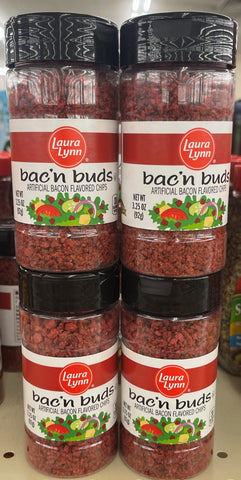 Laura
Lynn
bac'n buds
ARTIFICIAL BACON FLAVORED CHIPS
NET WT
3.25 OZ
(92g)
Laura
Lynn
bac'n buds
ARTIFICIAL BACON FLAVORED CHIPS
NET WT
3.25 OZ
(92g)
Laura
Lynn
bac'n buds
ARTIFICIAL BACON FLAVORED CHIPS
Laura
Lynn
bac'n buds
ARTIFICIAL BACON FLAVORED CHIPS